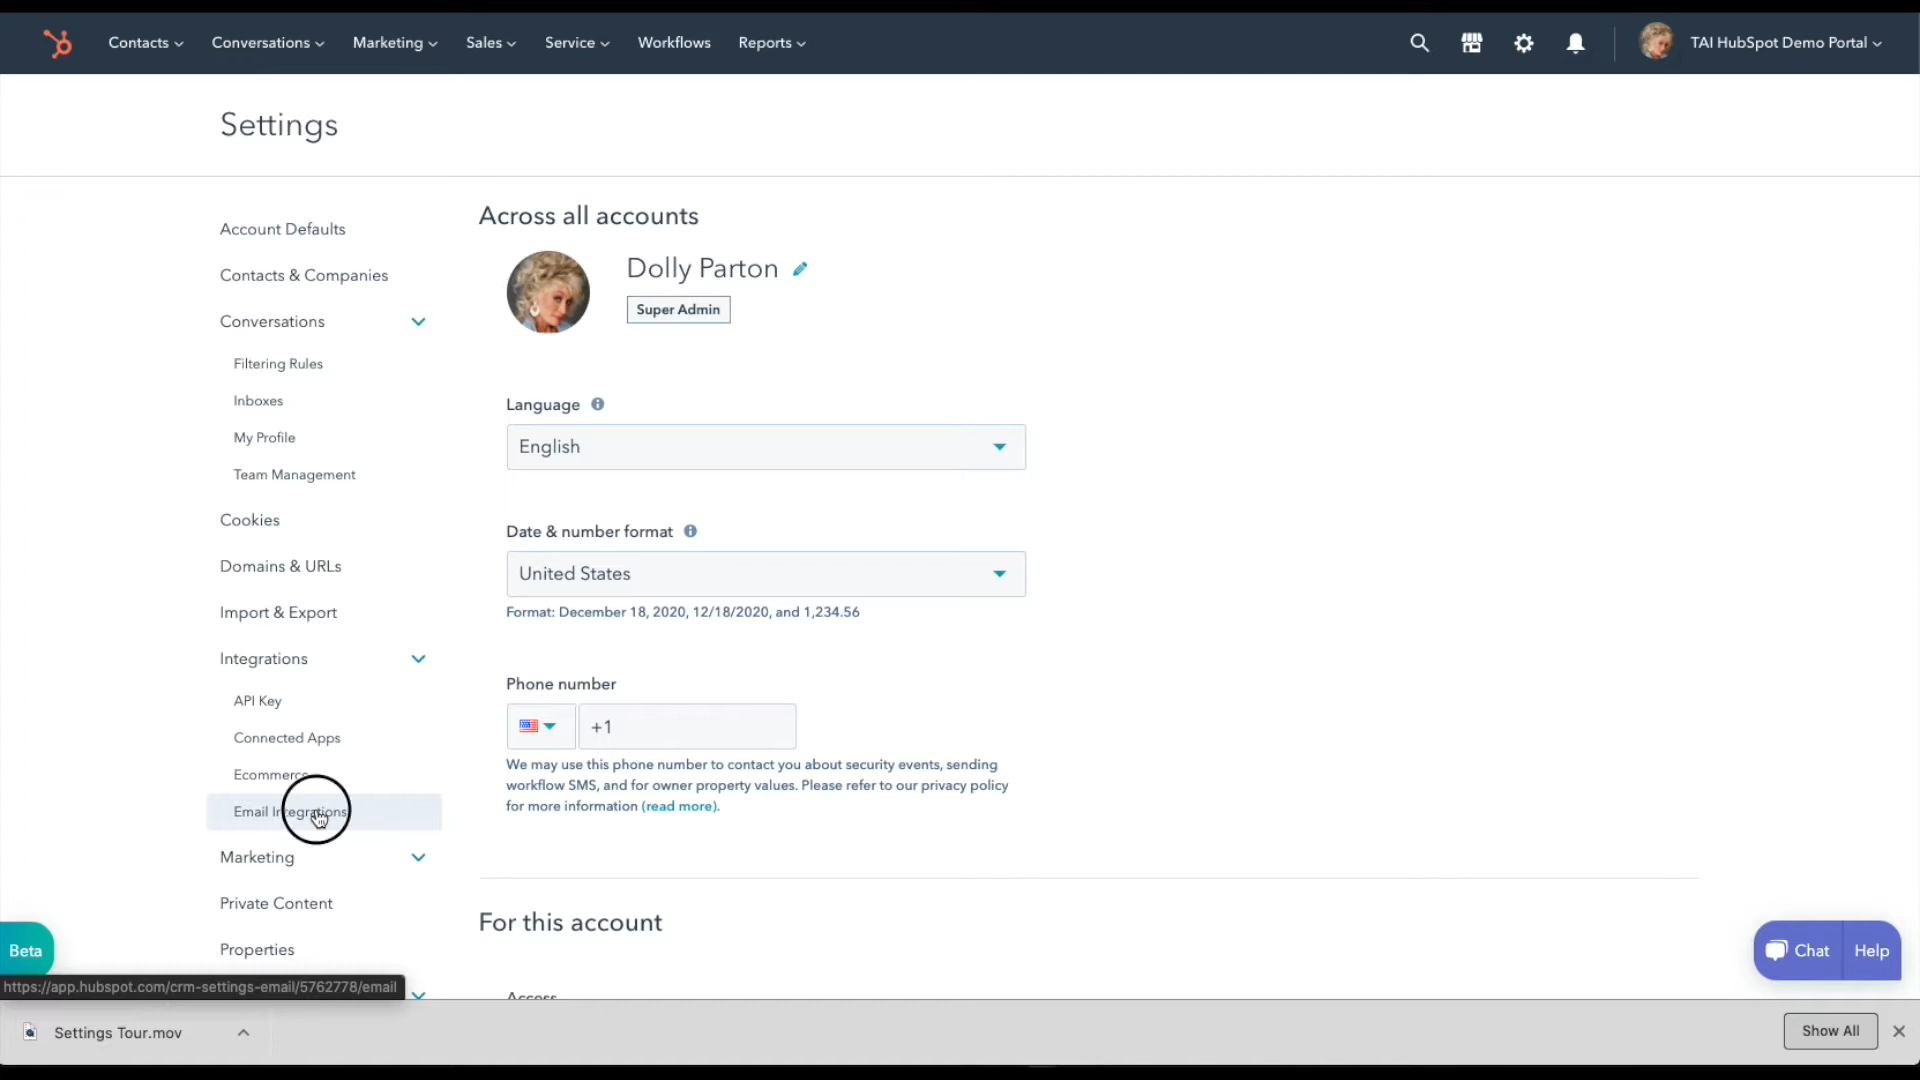 Contacts
Conversations
Marketing
Sales
Service
Workflows
Reports
TAI HubSpot Demo Portal
Settings
Account Defaults
Contacts & Companies
Conversations
Filtering Rules
Inboxes
My Profile
Team Management
Cookies
Domains & URLs
Import & Export
Integrations
API Key
Connected Apps
Ecommerce
Email Integrations
Marketing
Private Content
Properties
Across all accounts
Dolly Parton
Super Admin
Language
English
Date & number format
United States
Format: December 18, 2020, 12/18/2020, and 1,234.56
Phone number
+1
We may use this phone number to contact you about security events, sending
workflow SMS, and for owner property values. Please refer to our privacy policy
for more information (read more).
For this account
Access
Beta
Chat
Help
https://app.hubspot.com/crm-settings-email/5762778/email
Settings Tour.mov
Show All